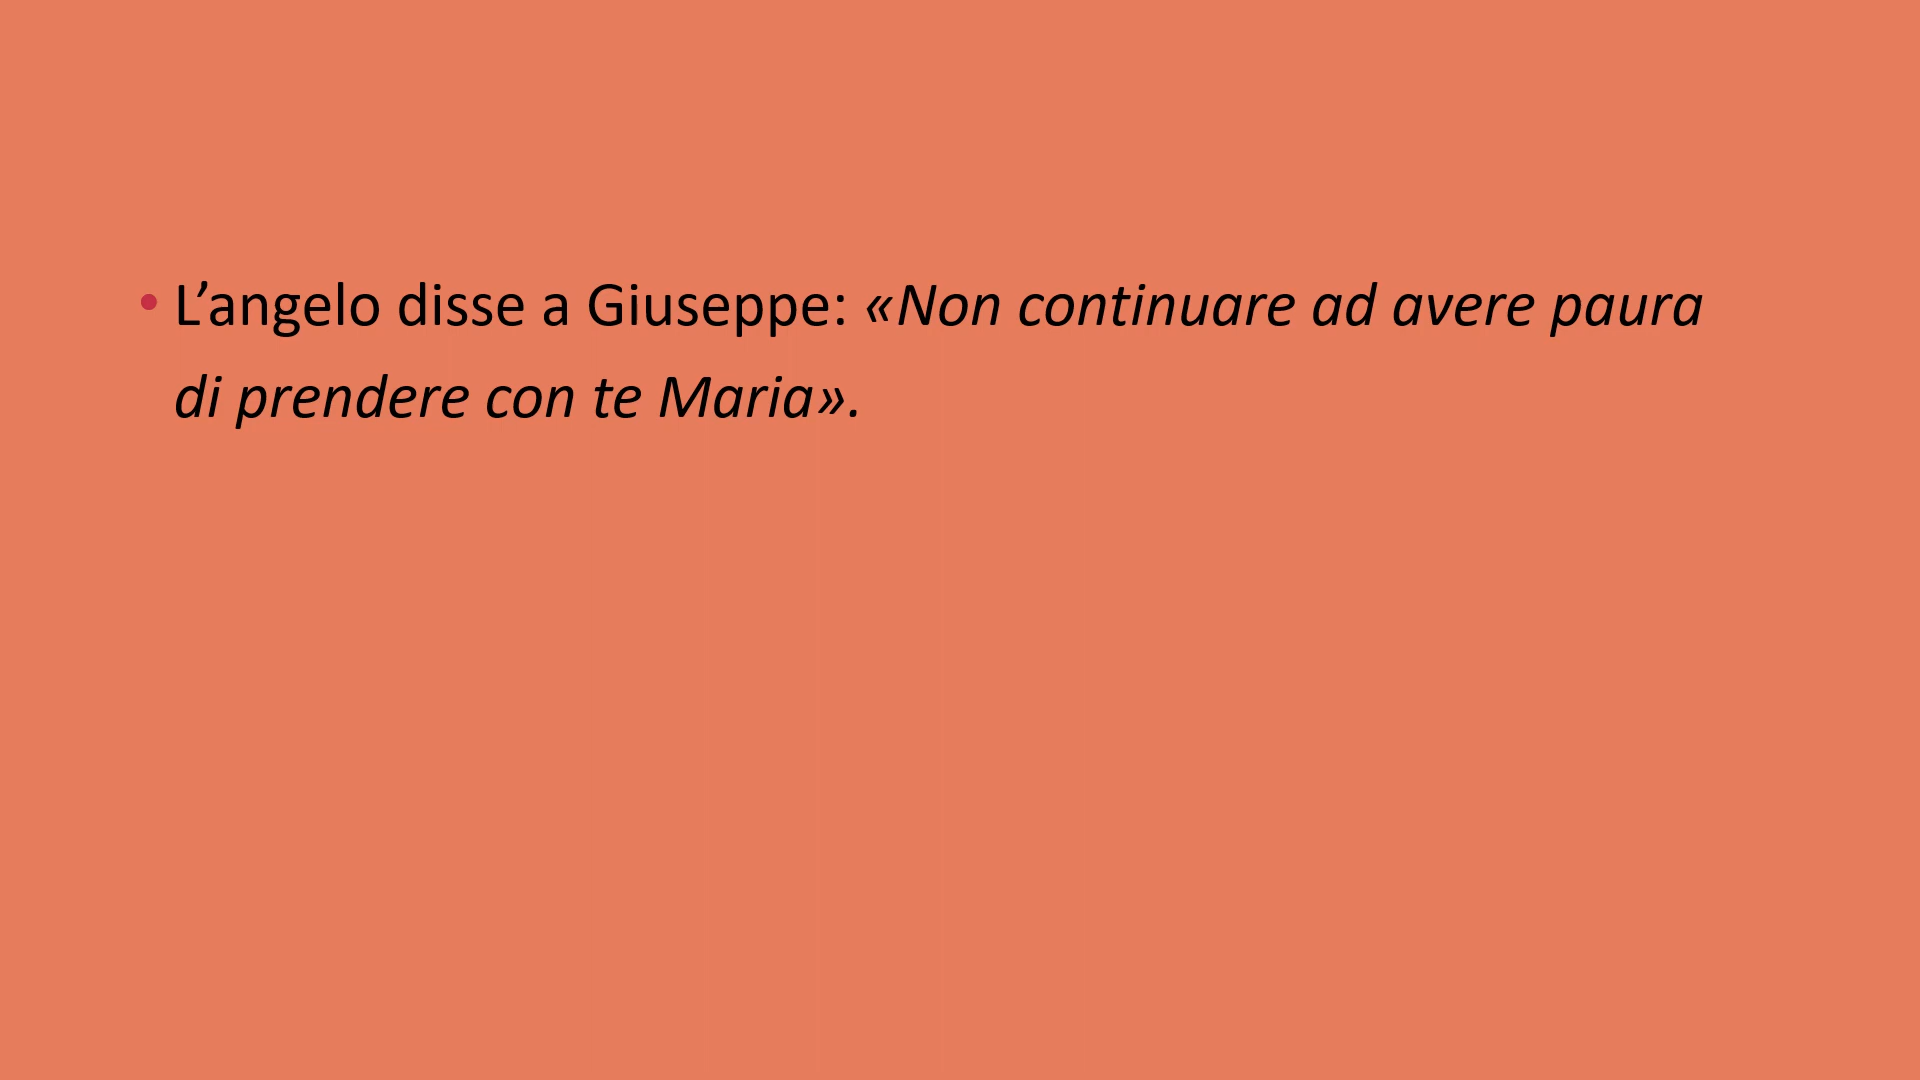 • L’angelo disse a Giuseppe: «Non continuare ad avere paura
di prendere con te Maria».